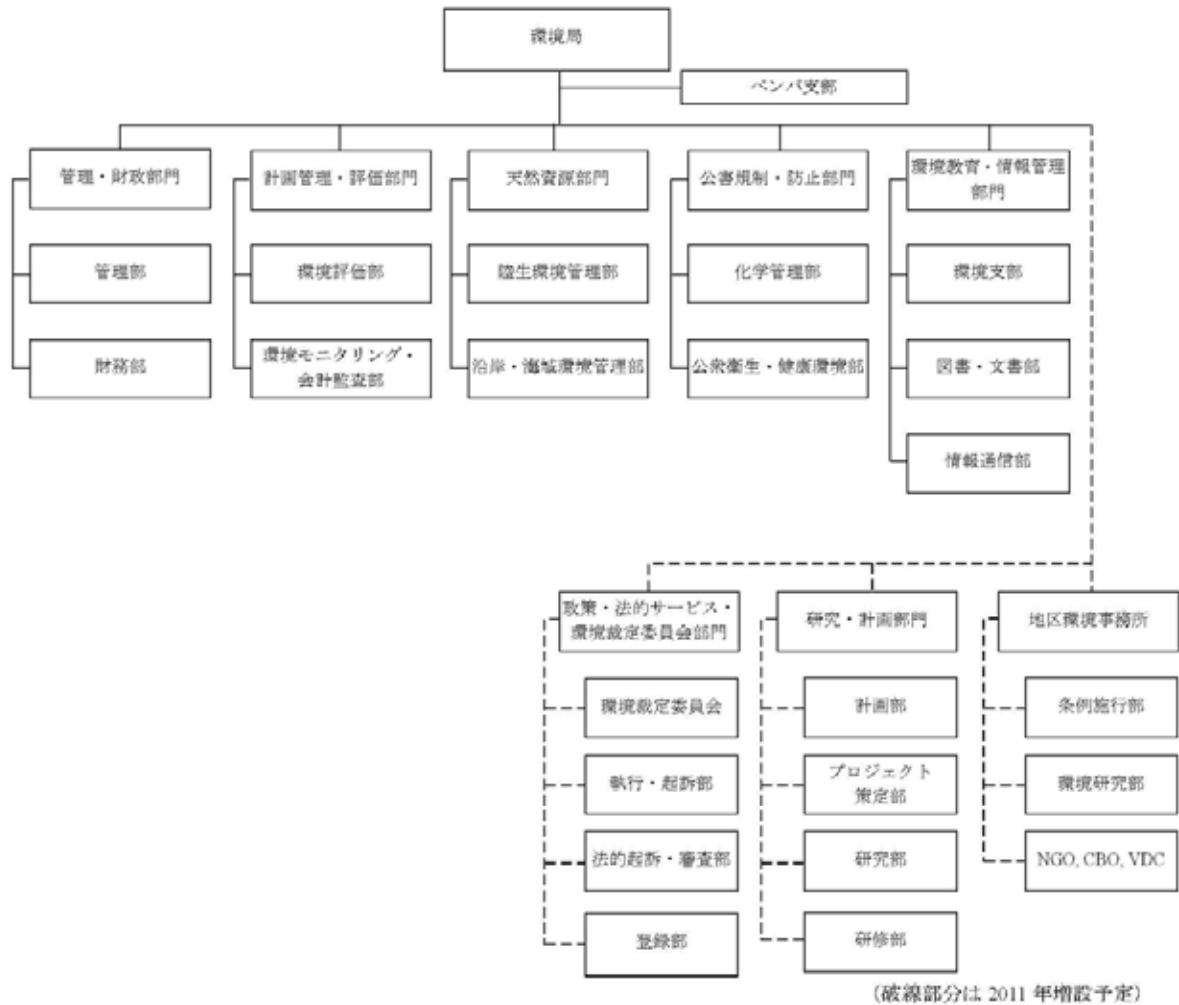 環境局
ペンバ支部
管理・財政部門
計画管理・評価部門
天然資源部門
公害規制・防止部門
環境教育・情報管理
部門
管理部
環境評価部
陸生環境管理部
化学管理部
環境支部
財務部
環境モニタリング・
会計監査部
沿岸・海域環境管理部
公衆衛生・健康環境部
図書・文書部
情報通信部
政策・法的サービス・
環境裁定委員会部門
研究・計画部門
地区環境事務所
環境裁定委員会
計画部
条例施行部
執行・起訴部
プロジェクト
策定部
環境研究部
法的起訴・審査部
研究部
NGO, CBO, VDC
登録部
研修部
(破線部分は 2011 年増設予定)